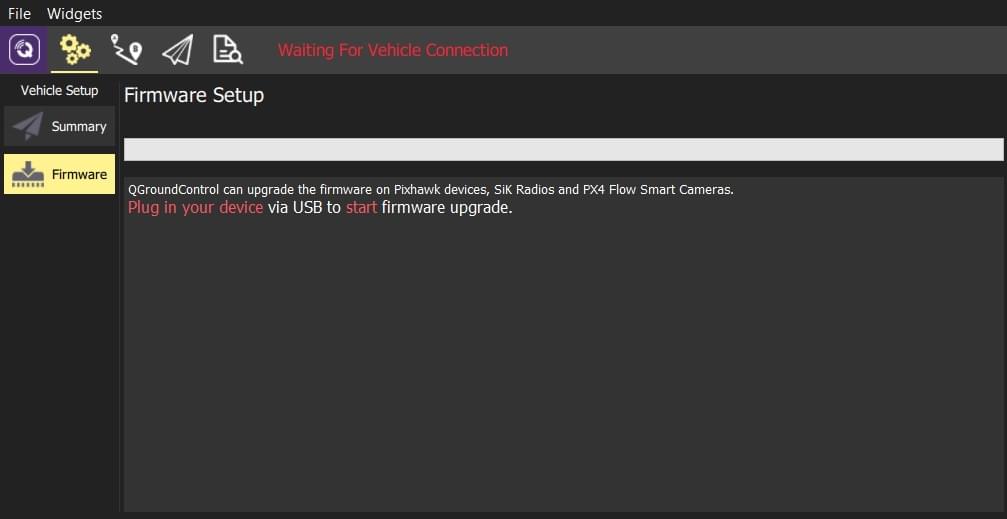 File Widgets
Waiting For Vehicle Connection
Vehicle Setup
Summary
Firmware
Firmware Setup
QGroundControl can upgrade the firmware on Pixhawk devices, SiK Radios and PX4 Flow Smart Cameras.
Plug in your device via USB to start firmware upgrade.